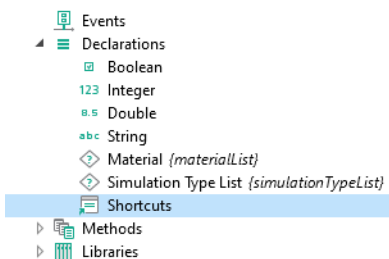 Events
Declarations
Boolean
123 Integer
8.5 Double
abc String
? Material {materialList}
? Simulation Type List {simulationTypeList}
Shortcuts
Methods
Libraries